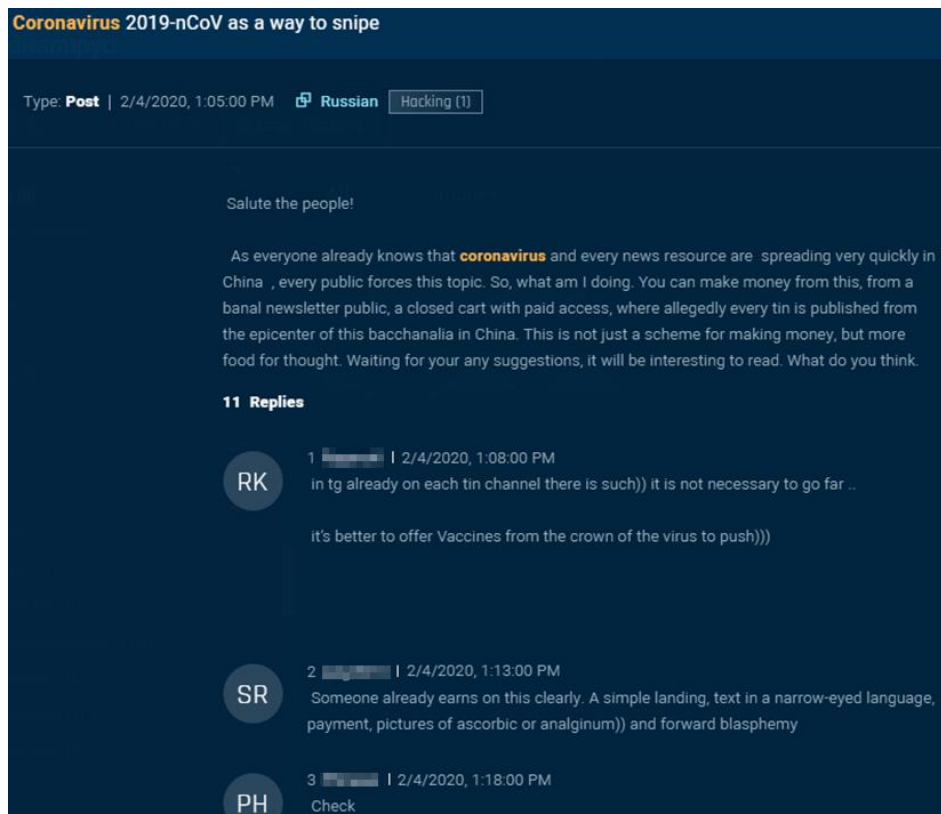 Coronavirus 2019-nCoV as a way to snipe
Type: Post | 2/4/2020, 1:05:00 PM Russian Hacking (1)
Salute the people!
As everyone already knows that coronavirus and every news resource are spreading very quickly in
China , every public forces this topic. So, what am I doing. You can make money from this, from a
banal newsletter public, a closed cart with paid access, where allegedly every tin is published from
the epicenter of this bacchanalia in China. This is not just a scheme for making money, but more
food for thought. Waiting for your any suggestions, it will be interesting to read. What do you think.
11 Replies
1 | 2/4/2020, 1:08:00 PM
RK
in tg already on each tin channel there is such)) it is not necessary to go far ..
it's better to offer Vaccines from the crown of the virus to push)))
2 | 2/4/2020, 1:13:00 PM
SR
Someone already earns on this clearly. A simple landing, text in a narrow-eyed language,
payment, pictures of ascorbic or analginum)) and forward blasphemy
3 | 2/4/2020, 1:18:00 PM
PH
Check